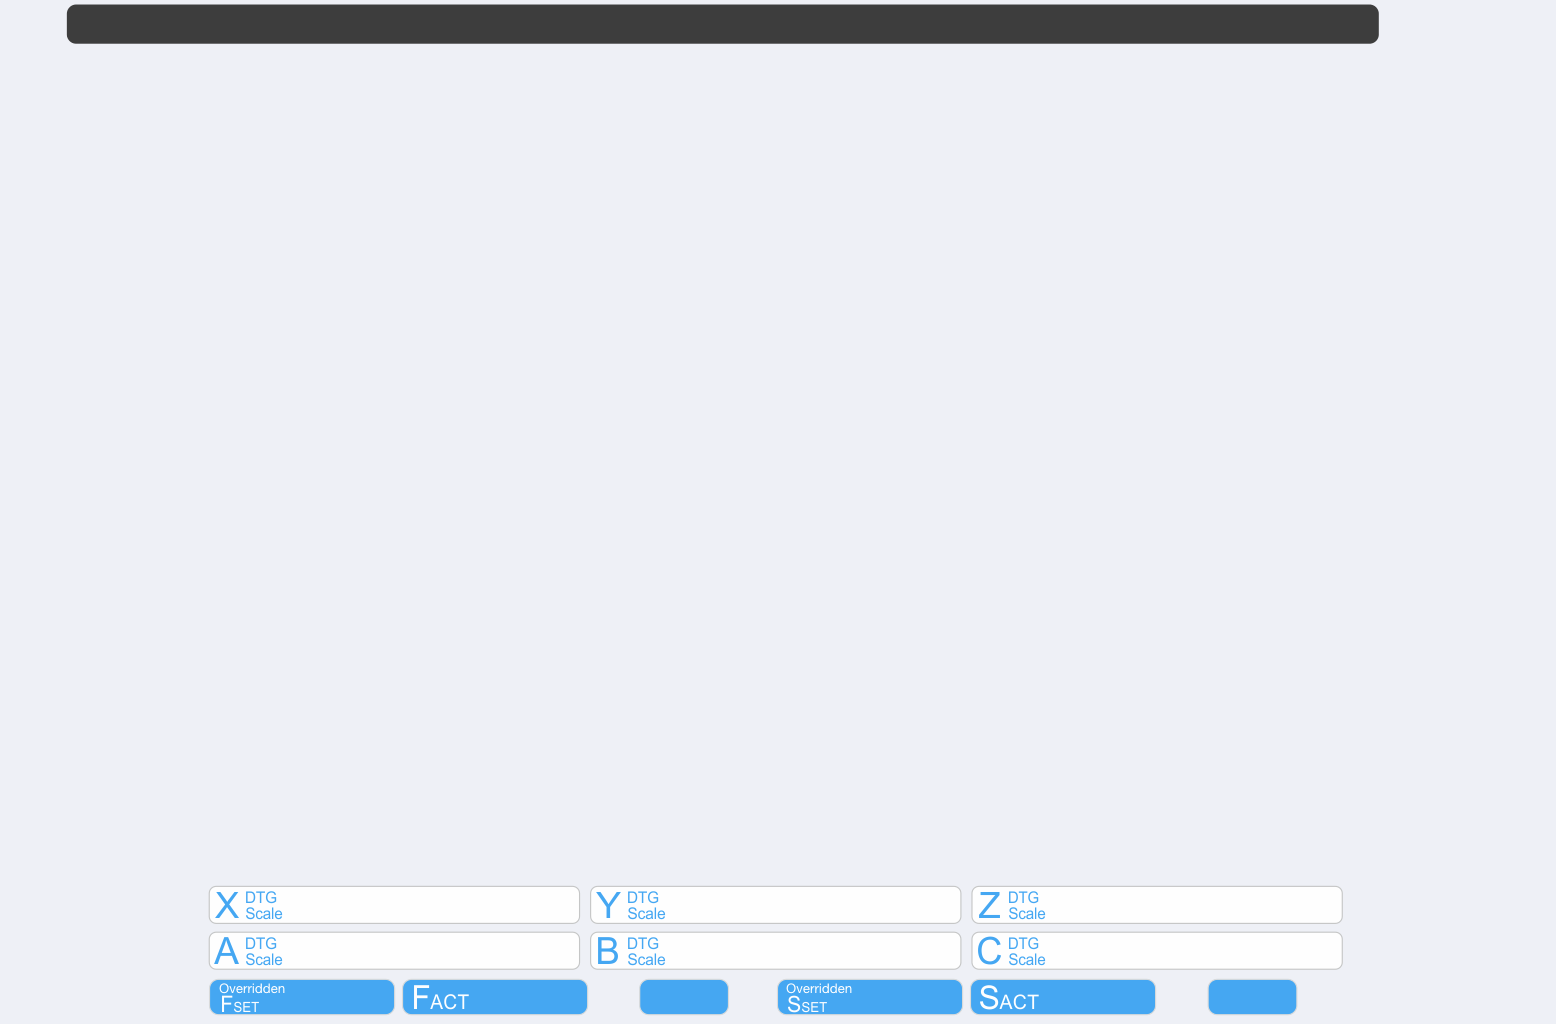 X DTG Scale
Y DTG Scale
Z DTG Scale
A DTG Scale
B DTG Scale
C DTG Scale
Overridden
FSET
FACT
Overridden
SSET
SACT